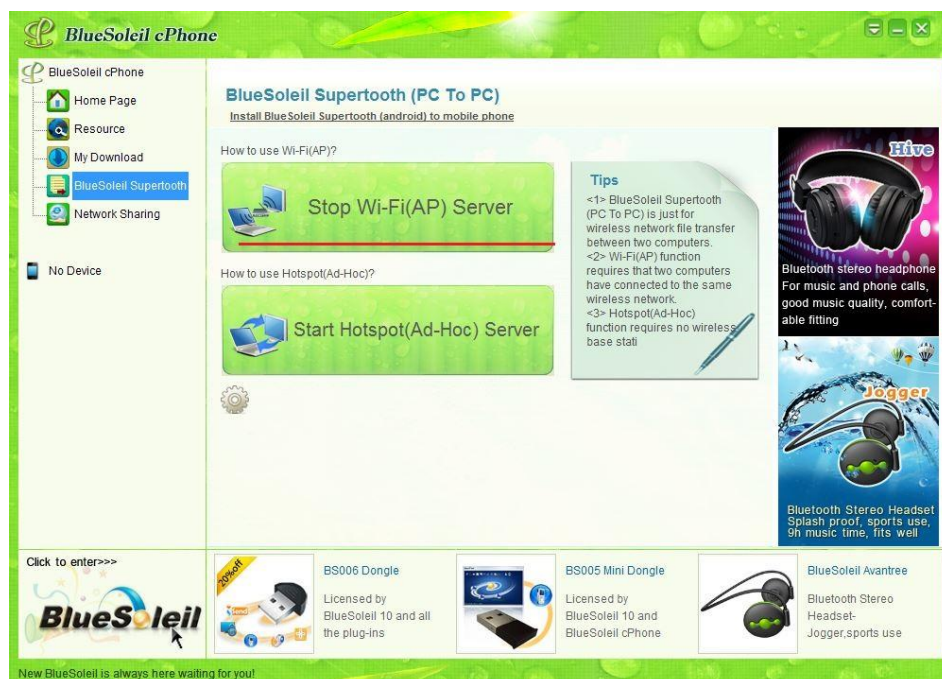 BlueSoleil cPhone
BlueSoleil cPhone
Home Page
Resource
My Download
BlueSoleil Supertooth
Network Sharing
No Device
BlueSoleil Supertooth (PC To PC)
Install BlueSoleil Supertooth (android) to mobile phone
How to use Wi-Fi(AP)?
Stop Wi-Fi(AP) Server
How to use Hotspot(Ad-Hoc)?
Start Hotspot(Ad-Hoc) Server
Tips
<1> BlueSoleil Supertooth
(PC To PC) is just for
wireless network file transfer
between two computers.
<2> Wi-Fi(AP) function
requires that two computers
have connected to the same
wireless network.
<3> Hotspot(Ad-Hoc)
function requires no wireless
base stati
Hive
Bluetooth stereo headphone
For music and phone calls,
good music quality, comfort-
able fitting
Jogger
Bluetooth Stereo Headset
Splash proof, sports use,
9h music time, fits well
Click to enter>>>
BlueSoleil
20%off
BS006 Dongle
Licensed by
BlueSoleil 10 and all
the plug-ins
BS005 Mini Dongle
Licensed by
BlueSoleil 10 and
BlueSoleil cPhone
BlueSoleil Avantree
Bluetooth Stereo
Headset-
Jogger,sports use
New BlueSoleil is always here waiting for you!